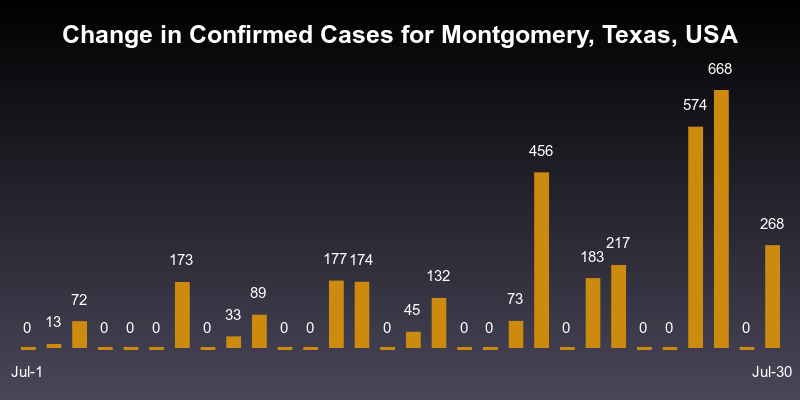 Change in Confirmed Cases for Montgomery, Texas, USA
0 13 72 0 0 0 173 0 33 89 0 0 177 174 0 45 132 0 0 73 456 0 183 217 0 0 574 668 0 268
Jul-1 Jul-30